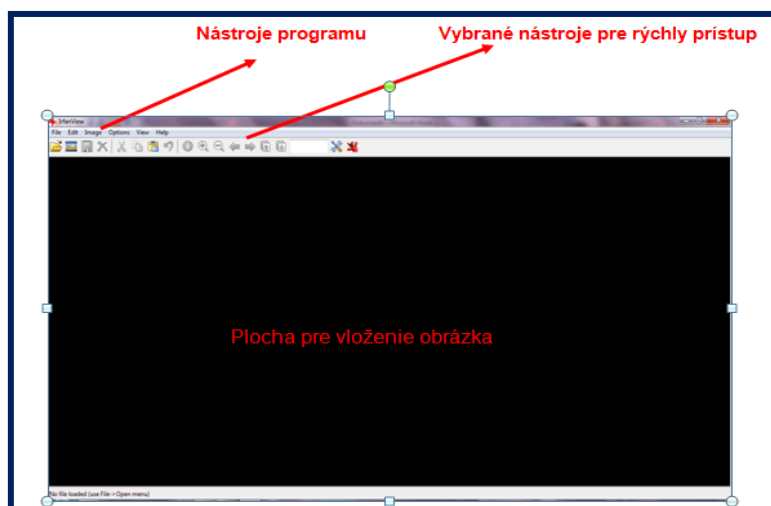 Nástroje programu
Vybrané nástroje pre rýchly prístup
IrfanView
File Edit Image Options View Help
Plocha pre vloženie obrázka
No file loaded (use File->Open menu)